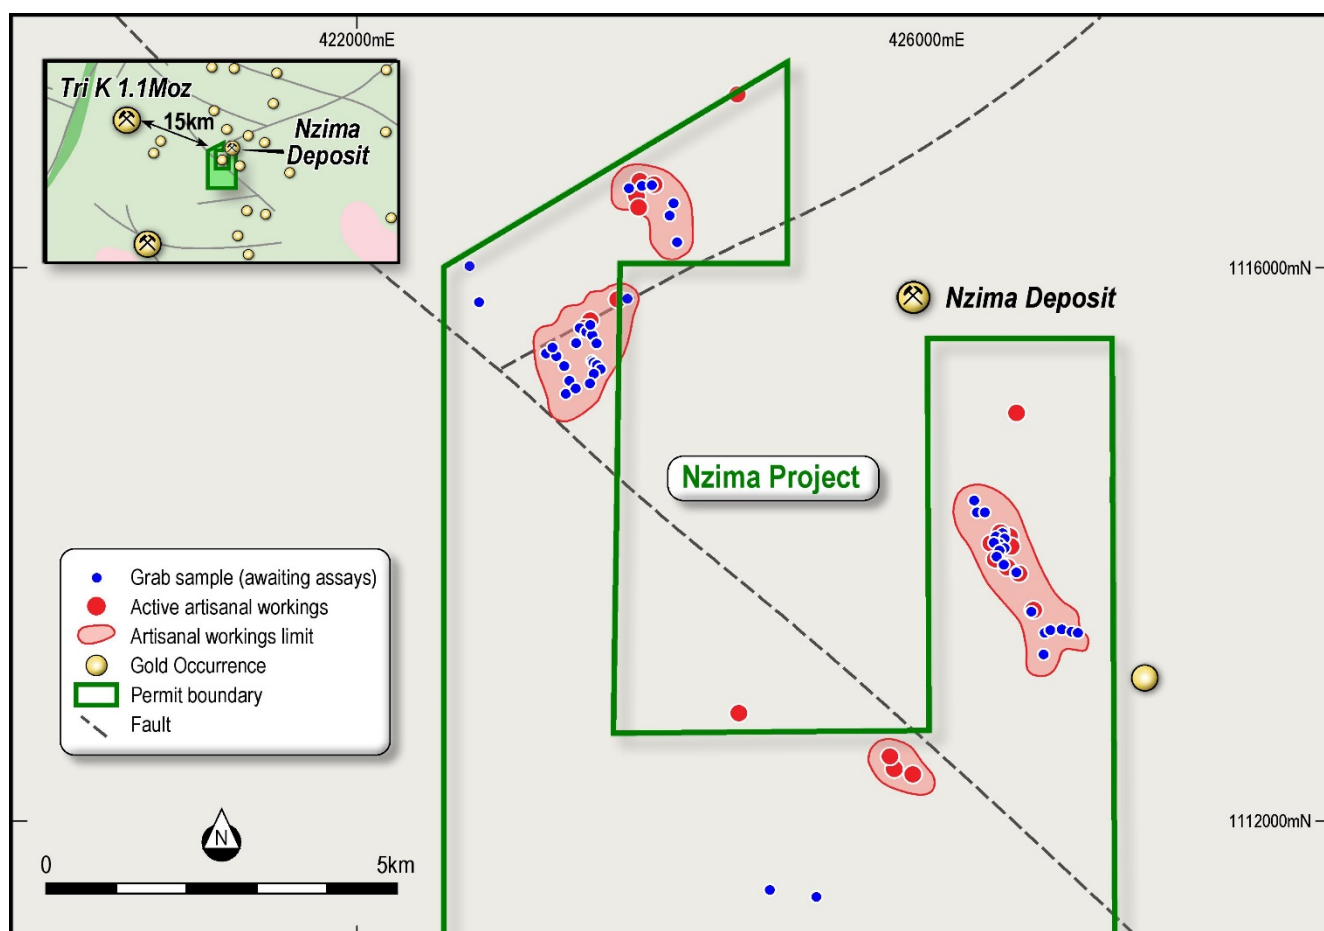 422000mE
426000mE
Tri K 1.1Moz
15km
Nzima
Deposit
1116000mN
Nzima Deposit
Nzima Project
Grab sample (awaiting assays)
Active artisanal workings
Artisanal workings limit
Gold Occurrence
Permit boundary
Fault
N
1112000mN
0
5km